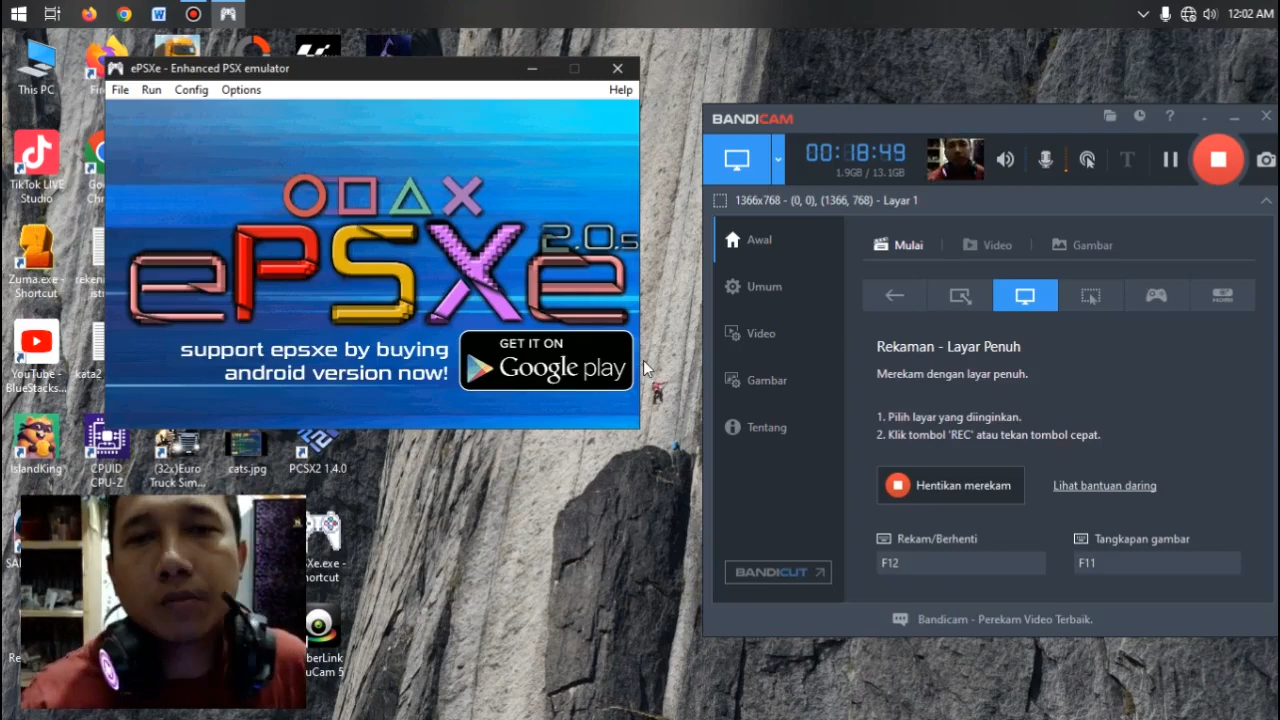 12:02 AM
This PC
TikTok LIVE
Studio
Zuma.exe -
Shortcut
YouTube -
BlueStacks...
IslandKing
CPUID
CPU-Z
(32x)Euro
Truck Sim...
cats.jpg
PCSX2 1.4.0
ePSXe - Enhanced PSX emulator
File Run Config Options Help
ePSXe 2.0.5
support epsxe by buying
android version now!
GET IT ON
Google play
BANDICAM
00:18:49
1.9GB / 13.1GB
1366x768 - (0, 0), (1366, 768) - Layar 1
Awal
Umum
Video
Gambar
Tentang
BANDICUT
Mulai Video Gambar
HDMI
Rekaman - Layar Penuh
Merekam dengan layar penuh.
1. Pilih layar yang diinginkan.
2. Klik tombol 'REC' atau tekan tombol cepat.
Hentikan merekam
Lihat bantuan daring
Rekam/Berhenti
F12
Tangkapan gambar
F11
Bandicam - Perekam Video Terbaik.